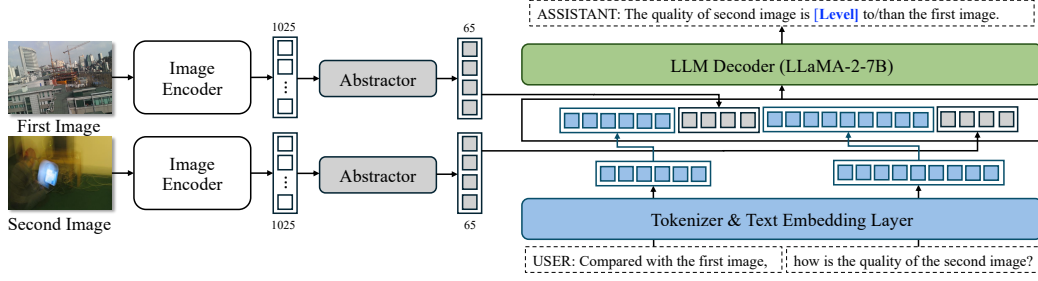 ASSISTANT: The quality of second image is [Level] to/than the first image.
1025
65
Image
Encoder
Abstractor
LLM Decoder (LLaMA-2-7B)
First Image
Image
Encoder
Abstractor
Second Image
1025
65
Tokenizer & Text Embedding Layer
USER: Compared with the first image,
how is the quality of the second image?